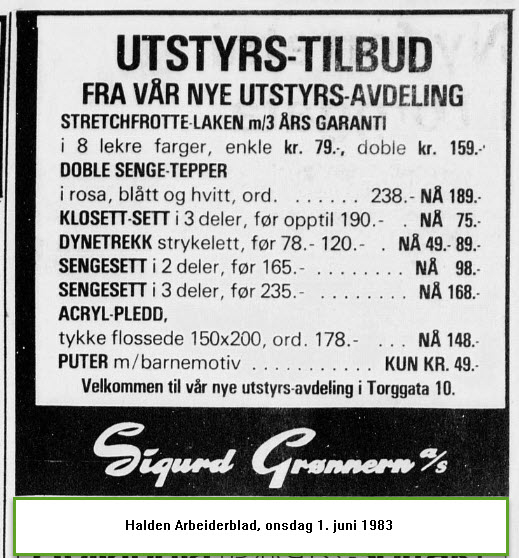 UTSTYRS-TILBUD
FRA VÅR NYE UTSTYRS-AVDELING
STRETCHFROTTE-LAKEN m/3 ÅRS GARANTI
i 8 lekre farger, enkle kr. 79.-, doble kr. 159.-
DOBLE SENGE-TEPPER
i rosa, blått og hvitt, ord. . . . . . . 238.- NÅ 189.-
KLOSETT-SETT i 3 deler, før opptil 190.- . NÅ 75.-
DYNETREKK strykelett, før 78.- 120.- . NÅ 49.- 89.-
SENGESETT i 2 deler, før 165.- . . . . . . . . NÅ 98.-
SENGESETT i 3 deler, før 235.- . . . . . . . . NÅ 168.-
ACRYL-PLEDD,
tykke flossede 150x200, ord. 178.- . . . NÅ 148.-
PUTER m/barnemotiv . . . . . . . . . . KUN KR. 49.-
Velkommen til vår nye utstyrs-avdeling i Torggata 10.
Sigurd Grønnern a/s
Halden Arbeiderblad, onsdag 1. juni 1983